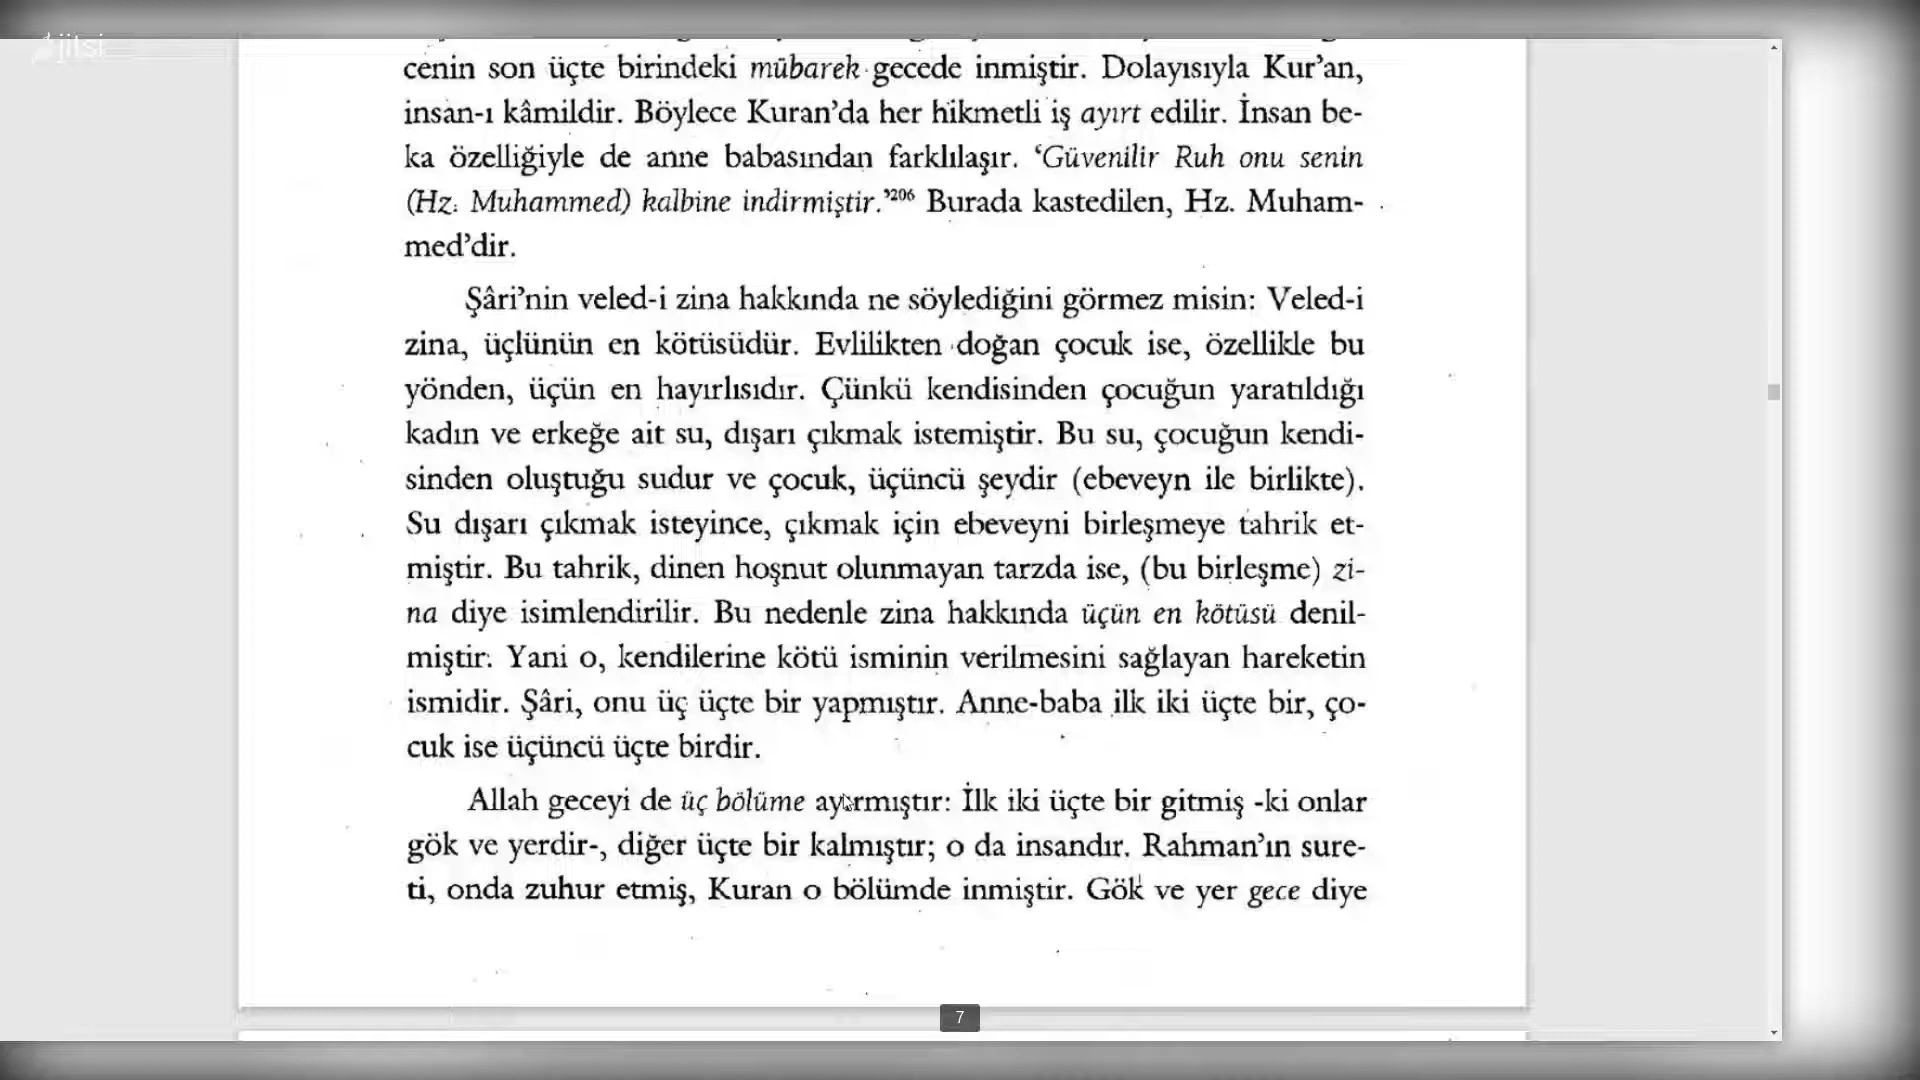 jitsi
cenin son üçte birindeki mübarek gecede inmiştir. Dolayısıyla Kur’an,
insan-ı kâmildir. Böylece Kuran’da her hikmetli iş ayırt edilir. İnsan be-
ka özelliğiyle de anne babasından farklılaşır. ‘Güvenilir Ruh onu senin
(Hz. Muhammed) kalbine indirmiştir.’206 Burada kastedilen, Hz. Muham-
med’dir.
Şâri’nin veled-i zina hakkında ne söylediğini görmez misin: Veled-i
zina, üçlünün en kötüsüdür. Evlilikten doğan çocuk ise, özellikle bu
yönden, üçün en hayırlısıdır. Çünkü kendisinden çocuğun yaratıldığı
kadın ve erkeğe ait su, dışarı çıkmak istemiştir. Bu su, çocuğun kendi-
sinden oluştuğu sudur ve çocuk, üçüncü şeydir (ebeveyn ile birlikte).
Su dışarı çıkmak isteyince, çıkmak için ebeveyni birleşmeye tahrik et-
miştir. Bu tahrik, dinen hoşnut olunmayan tarzda ise, (bu birleşme) zi-
na diye isimlendirilir. Bu nedenle zina hakkında üçün en kötüsü denil-
miştir. Yani o, kendilerine kötü isminin verilmesini sağlayan hareketin
ismidir. Şâri, onu üç üçte bir yapmıştır. Anne-baba ilk iki üçte bir, ço-
cuk ise üçüncü üçte birdir.
Allah geceyi de üç bölüme ayırmıştır: İlk iki üçte bir gitmiş -ki onlar
gök ve yerdir-, diğer üçte bir kalmıştır; o da insandır. Rahman’ın sure-
ti, onda zuhur etmiş, Kuran o bölümde inmiştir. Gök ve yer gece diye
7